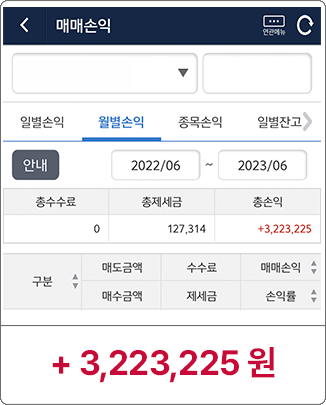 매매손익 연관메뉴
일별손익 월별손익 종목손익 일별잔고
안내 2022/06 ~ 2023/06
총수수료 총제세금 총손익
0 127,314 +3,223,225
구분 매도금액 수수료 매매손익
매수금액 제세금 손익률
+ 3,223,225 원